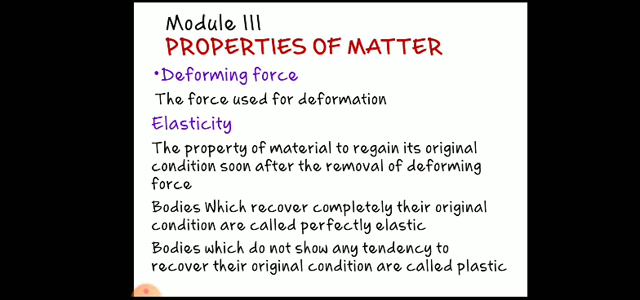 Module III
PROPERTIES OF MATTER
•Deforming force
The force used for deformation
Elasticity
The property of material to regain its original
condition soon after the removal of deforming
force
Bodies Which recover completely their original
condition are called perfectly elastic
Bodies which do not show any tendency to
recover their original condition are called plastic